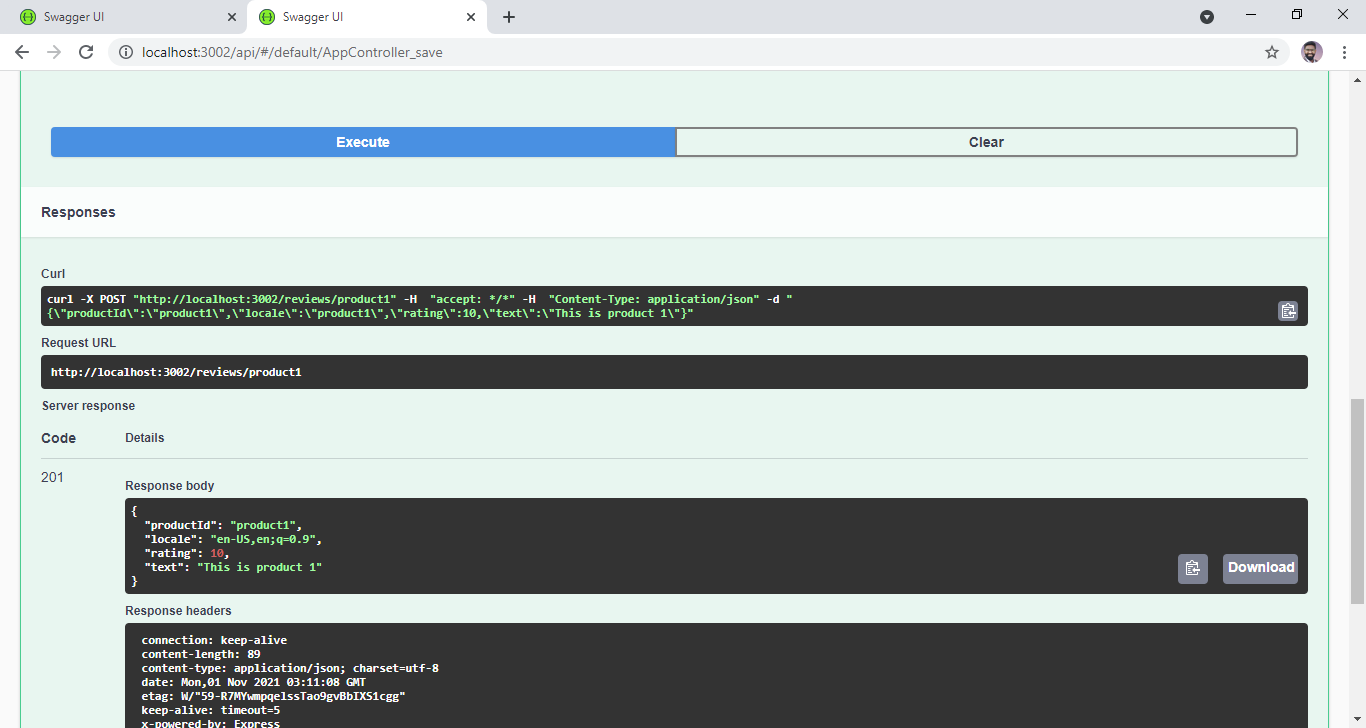 Swagger UI
Swagger UI
localhost:3002/api/#/default/AppController_save
Execute
Clear
Responses
Curl
curl -X POST "http://localhost:3002/reviews/product1" -H  "accept: */*" -H  "Content-Type: application/json" -d "
{\"productId\":\"product1\",\"locale\":\"product1\",\"rating\":10,\"text\":\"This is product 1\"}"
Request URL
http://localhost:3002/reviews/product1
Server response
Code
Details
201
Response body
{
"productId": "product1",
"locale": "en-US,en;q=0.9",
"rating": 10,
"text": "This is product 1"
}
Download
Response headers
connection: keep-alive
content-length: 89
content-type: application/json; charset=utf-8
date: Mon,01 Nov 2021 03:11:08 GMT
etag: W/"59-R7MYwmpqelssTao9gvBbIXS1cgg"
keep-alive: timeout=5
x-powered-by: Express